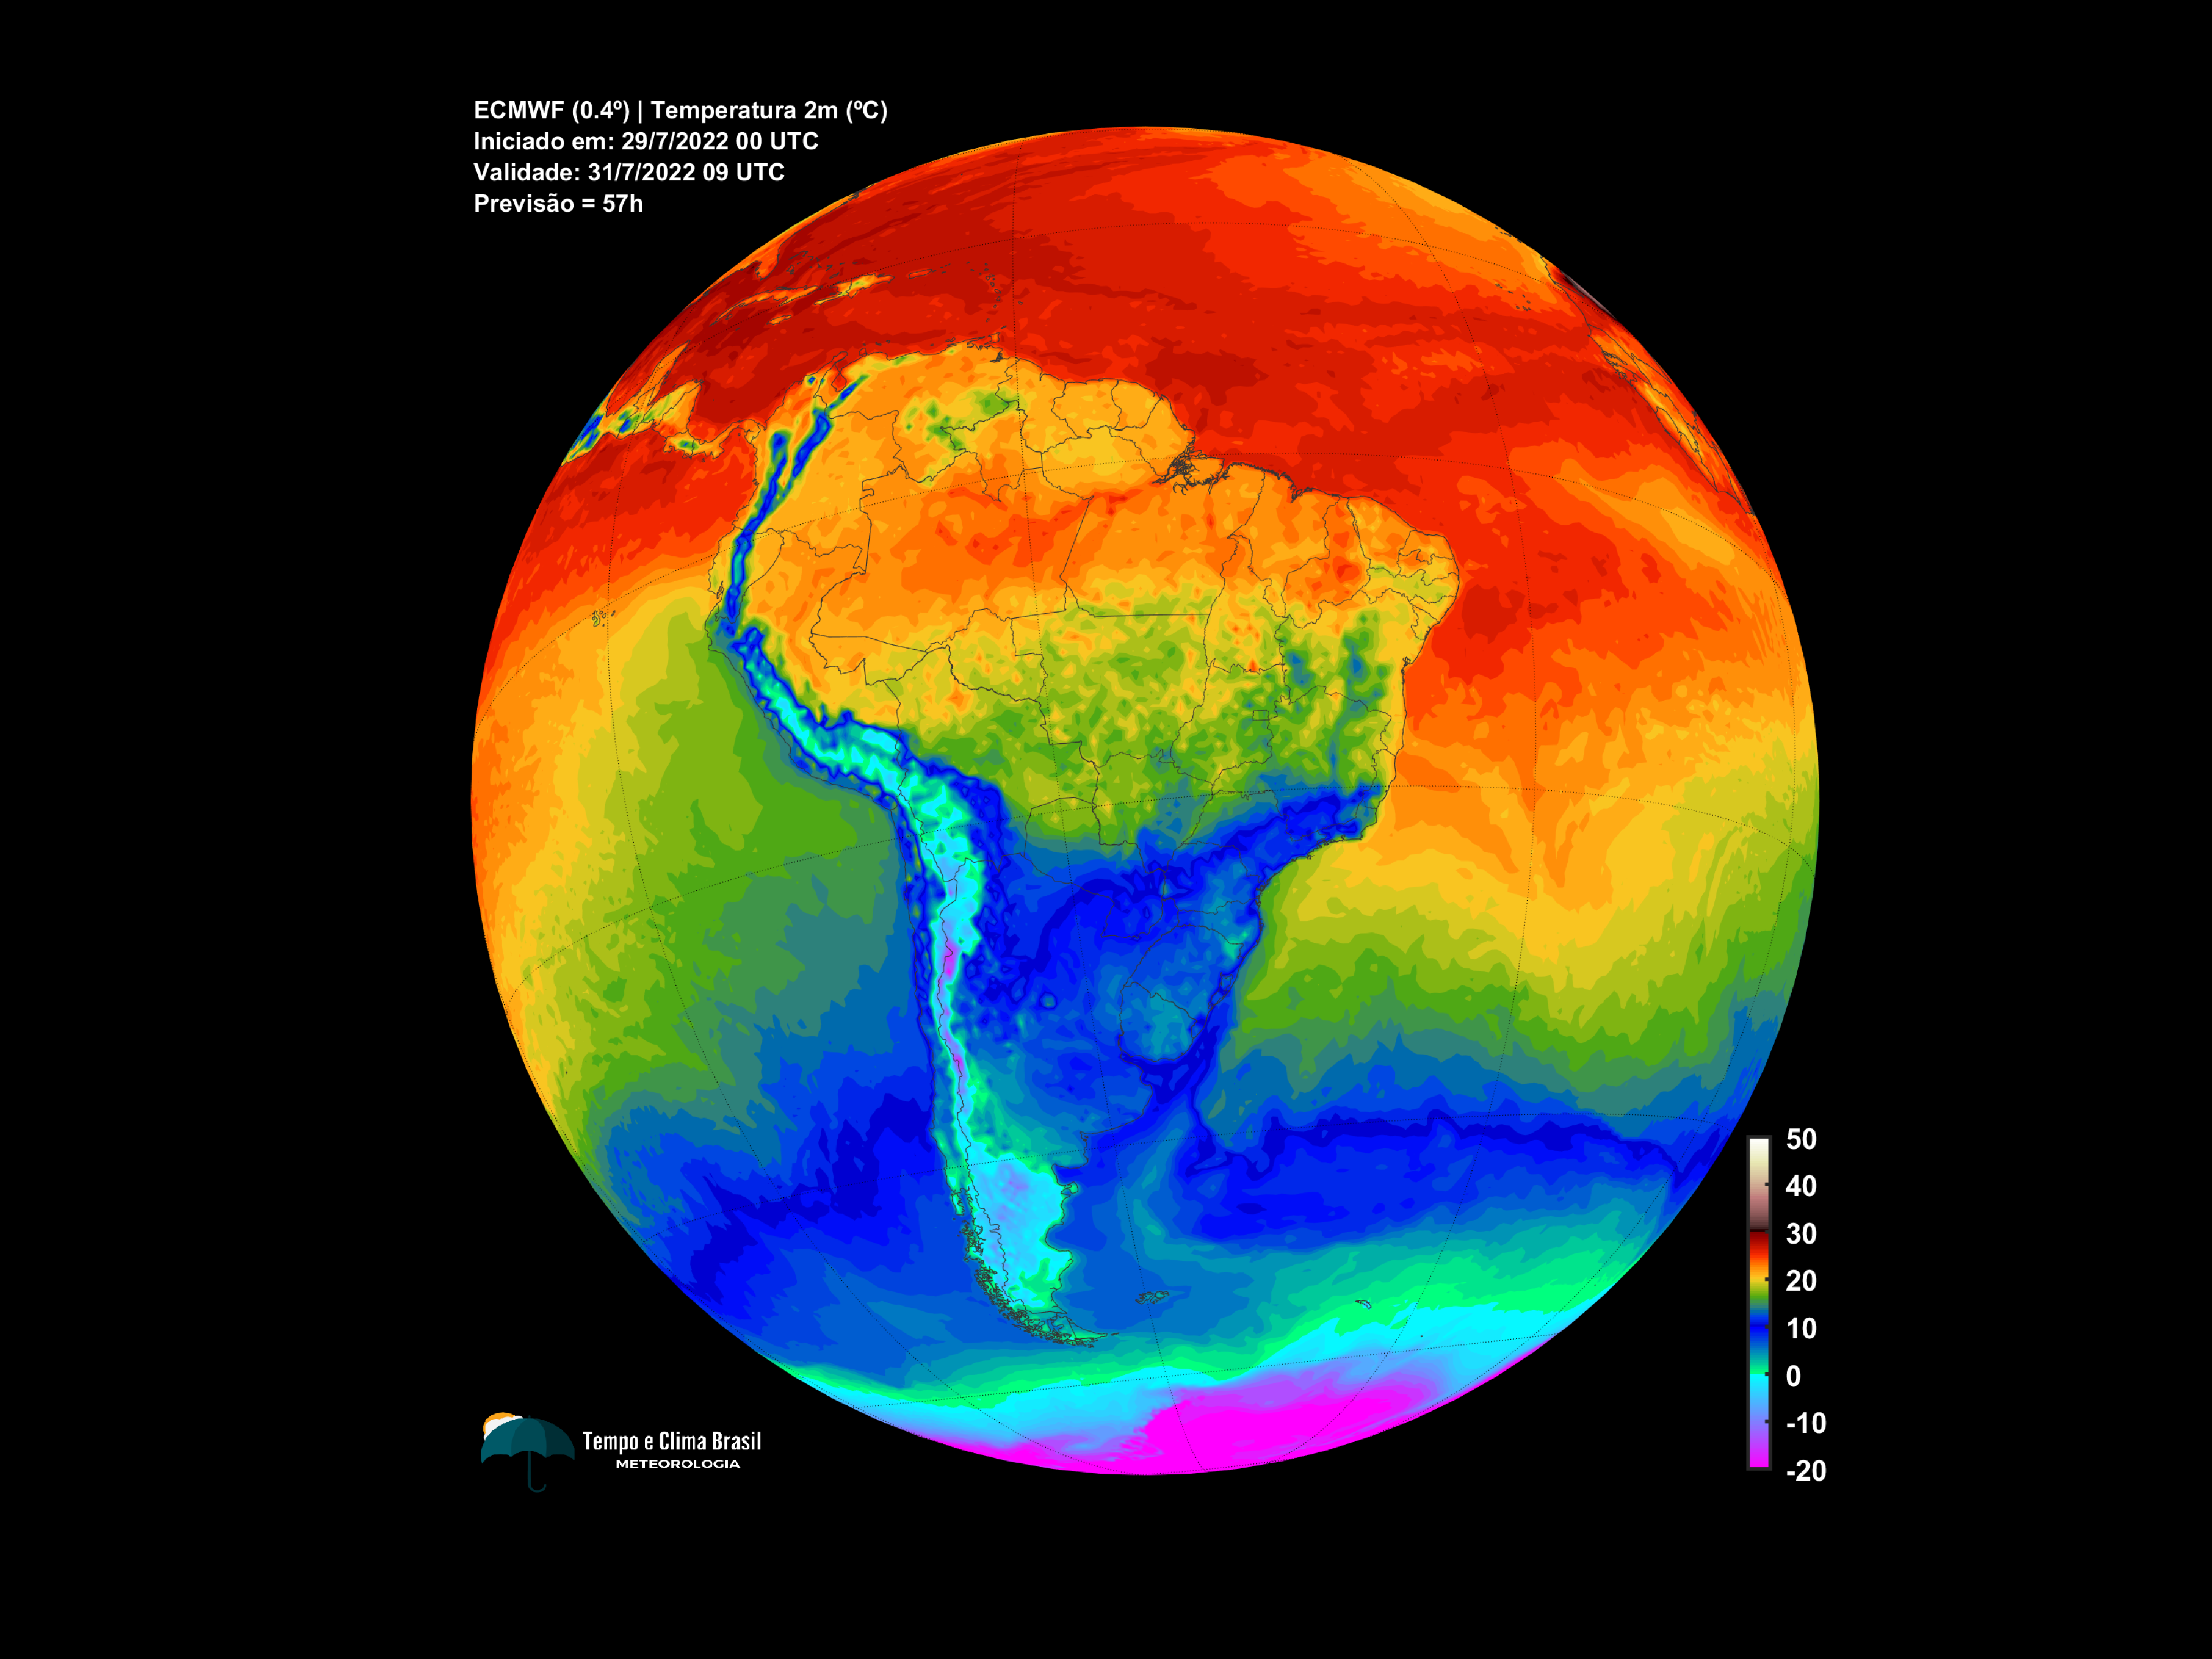 ECMWF (0.4º) | Temperatura 2m (ºC)
Iniciado em: 29/7/2022 00 UTC
Validade: 31/7/2022 09 UTC
Previsão = 57h
50
40
30
20
10
0
-10
-20
Tempo e Clima Brasil
METEOROLOGIA